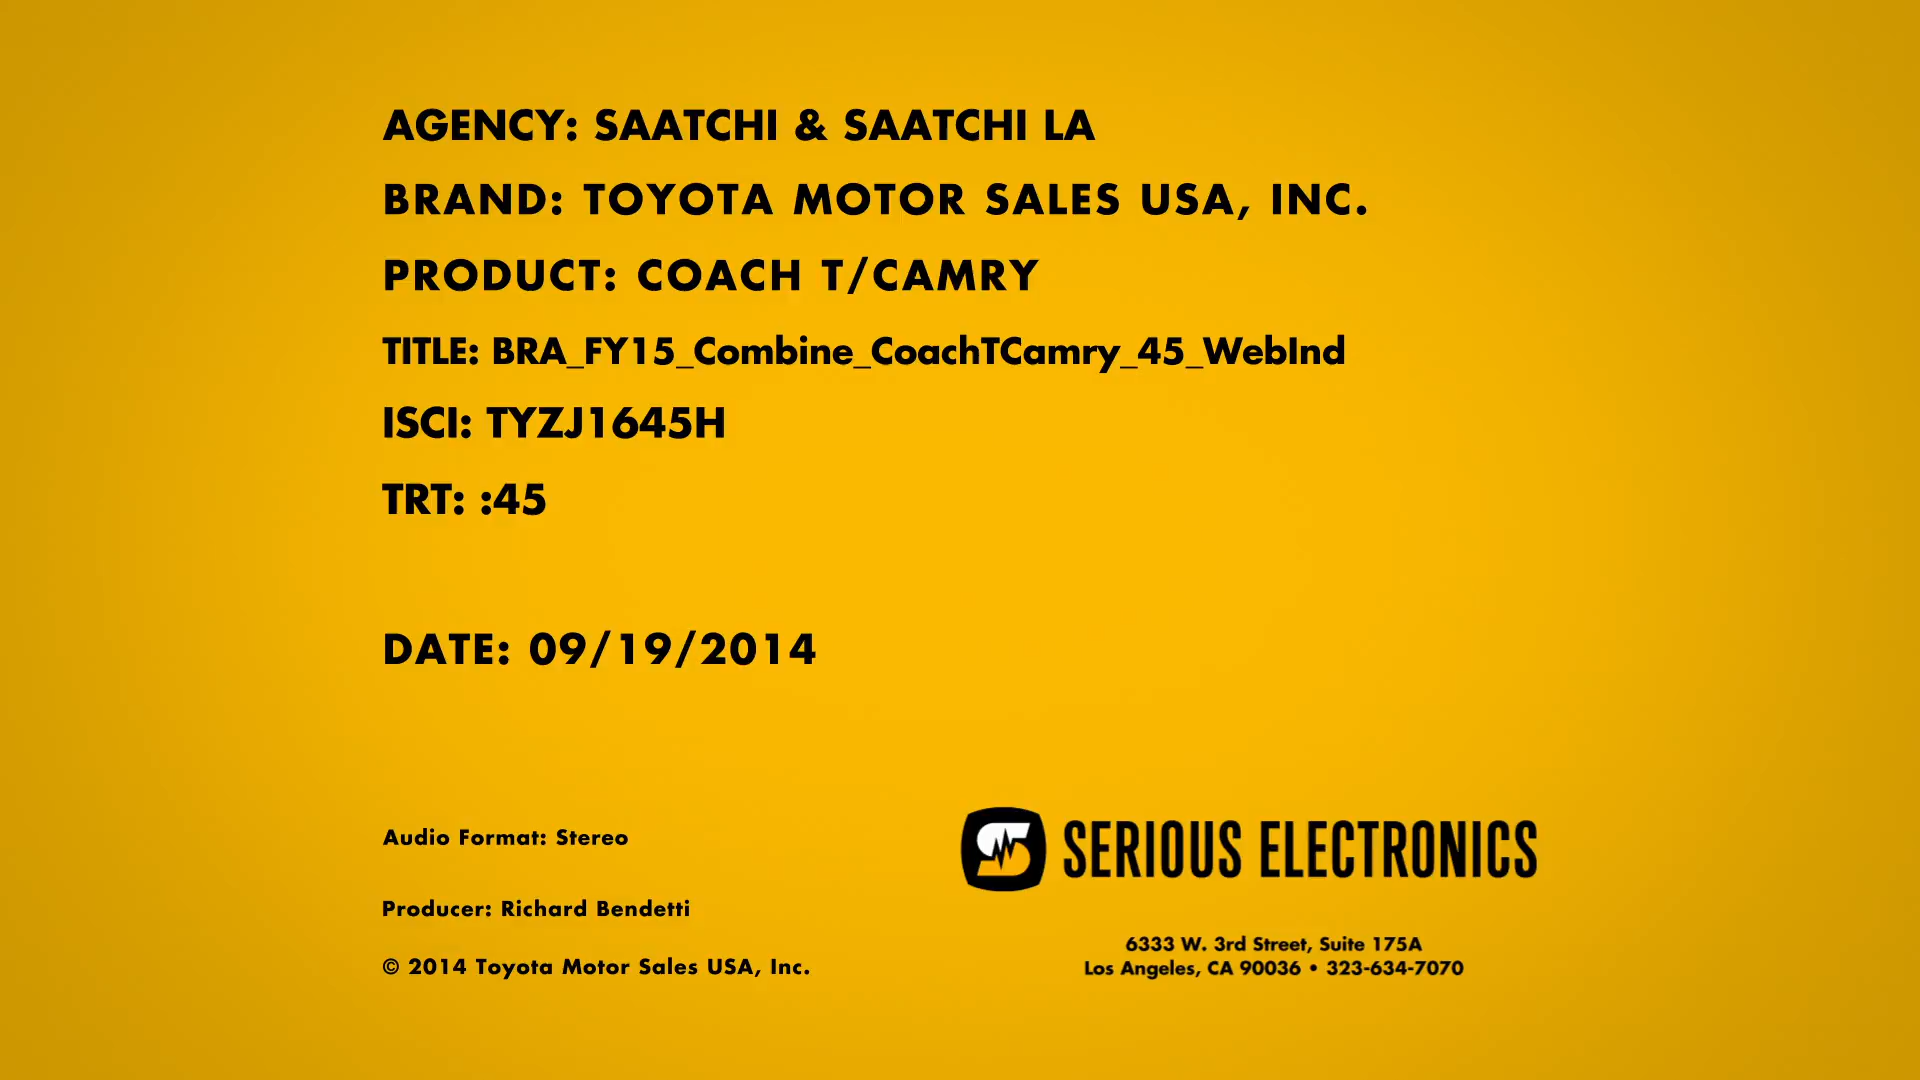 AGENCY: SAATCHI & SAATCHI LA
BRAND: TOYOTA MOTOR SALES USA, INC.
PRODUCT: COACH T/CAMRY
TITLE: BRA_FY15_Combine_CoachTCamry_45_WebInd
ISCI: TYZJ1645H
TRT: :45
DATE: 09/19/2014
Audio Format: Stereo
Producer: Richard Bendetti
© 2014 Toyota Motor Sales USA, Inc.
SERIOUS ELECTRONICS
6333 W. 3rd Street, Suite 175A
Los Angeles, CA 90036 • 323-634-7070